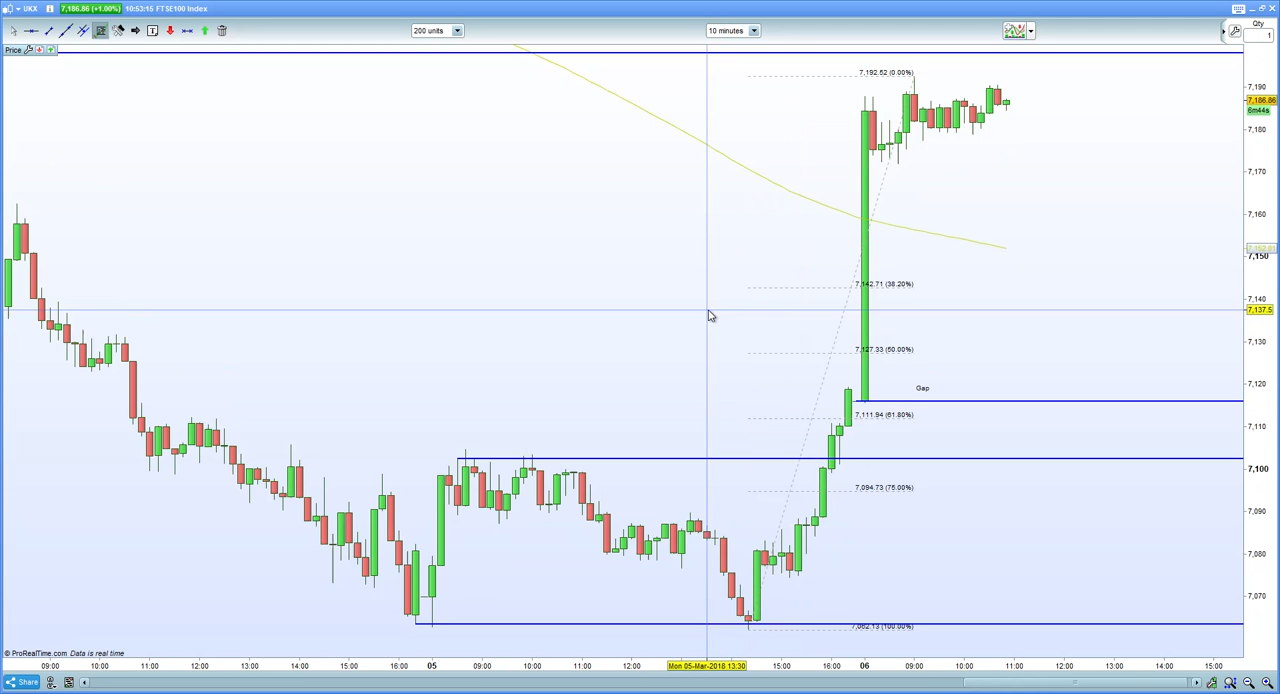 UKX 7,186.86 (+1.00%) 10:53:15 FTSE100 Index
200 units
10 minutes
Qty
1
Price
7,192.52 (0.00%)
7,190
7,186.86
6m44s
7,180
7,170
7,160
7,150
7,142.71 (38.20%)
7,140
7,137.5
7,130
7,127.33 (50.00%)
7,120
Gap
7,111.94 (61.80%)
7,110
7,100
7,094.73 (75.00%)
7,090
7,080
7,070
7,062.13 (100.00%)
© ProRealTime.com Data is real time
09:00 10:00 11:00 12:00 13:00 14:00 15:00 16:00 05 09:00 10:00 11:00 12:00 Mon 05-Mar-2018 13:30 15:00 16:00 06 09:00 10:00 11:00 12:00 13:00 14:00 15:00
Share